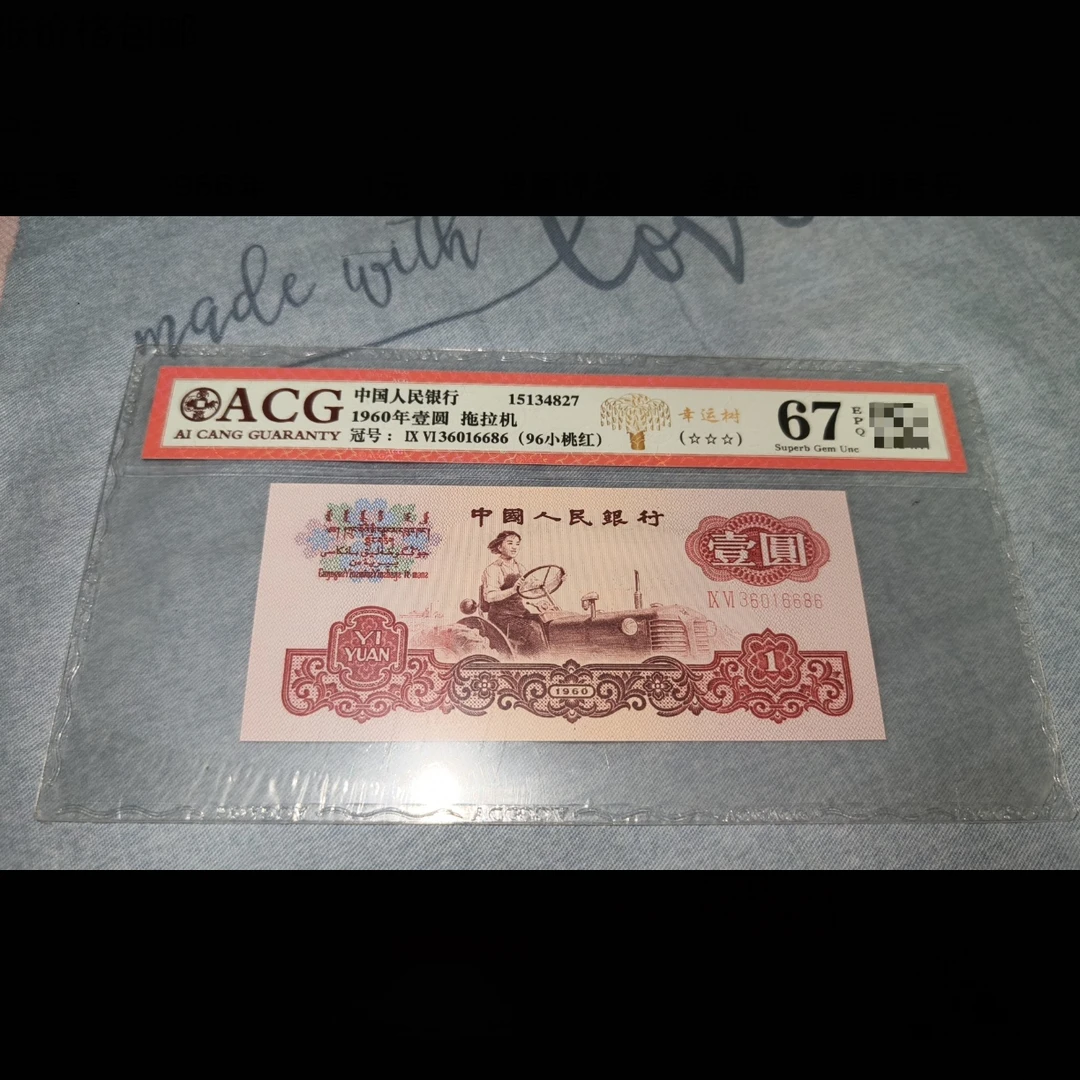 made with love
ACG
AI CANG GUARANTY
中国人民银行 15134827
1960年壹圆 拖拉机
冠号： IX VI36016686（96小桃红）
幸运树
(☆☆☆)
67
EPQ
Superb Gem Unc
中國人民銀行
壹圓
IX VI 36016686
YI
YUAN
1960
1